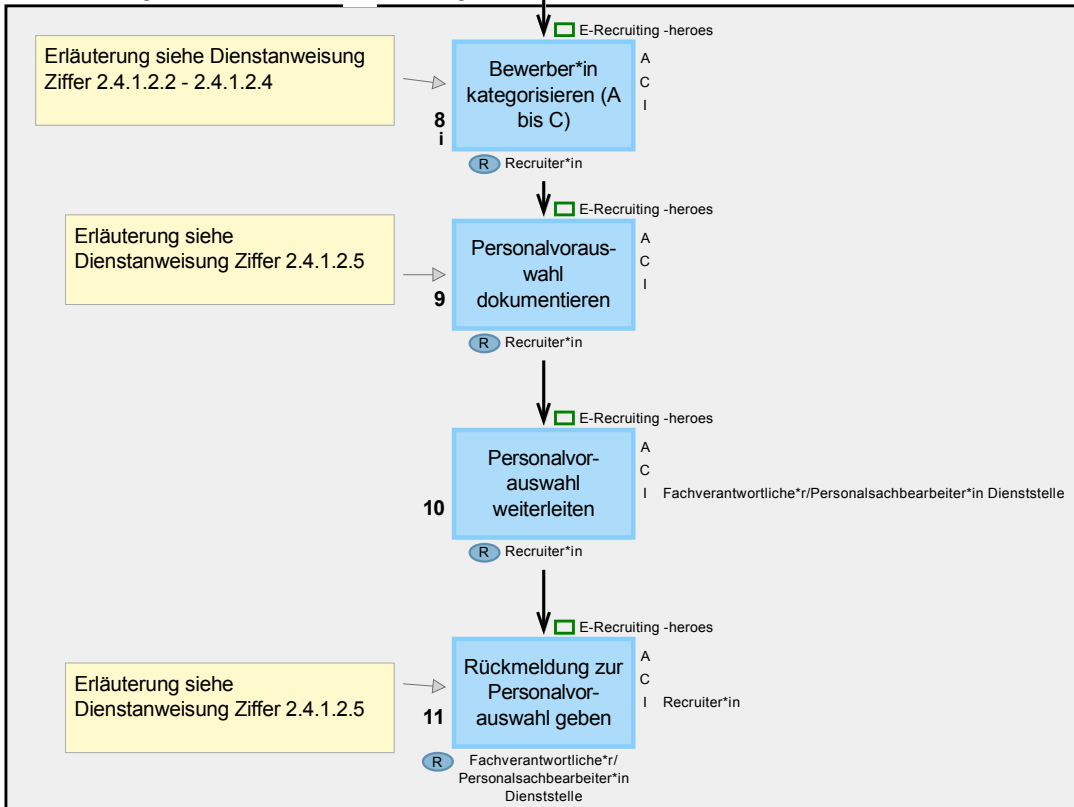 E-Recruiting -heroes
Erläuterung siehe Dienstanweisung
Ziffer 2.4.1.2.2 - 2.4.1.2.4
Bewerber*in
kategorisieren (A
bis C)
A
C
I
8
i
R Recruiter*in
E-Recruiting -heroes
Erläuterung siehe
Dienstanweisung Ziffer 2.4.1.2.5
Personalvoraus-
wahl
dokumentieren
A
C
I
9
R Recruiter*in
E-Recruiting -heroes
Personalvor-
auswahl
weiterleiten
A
C
I Fachverantwortliche*r/Personalsachbearbeiter*in Dienststelle
10
R Recruiter*in
E-Recruiting -heroes
Erläuterung siehe
Dienstanweisung Ziffer 2.4.1.2.5
Rückmeldung zur
Personalvor-
auswahl geben
A
C
I Recruiter*in
11
R Fachverantwortliche*r/
Personalsachbearbeiter*in
Dienststelle